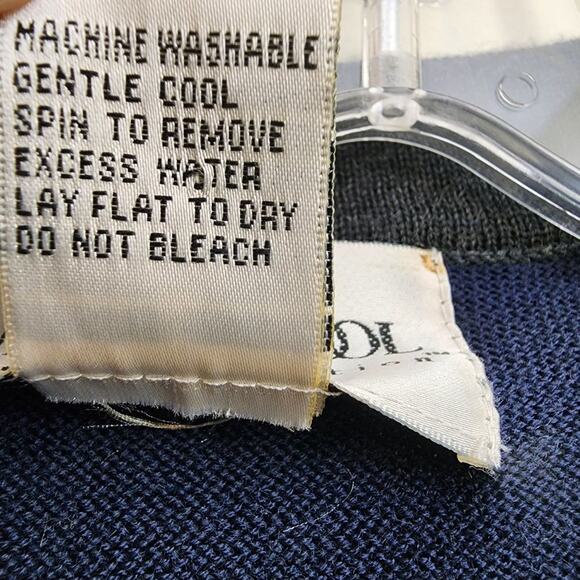 MACHINE WASHABLE
GENTLE COOL
SPIN TO REMOVE
EXCESS WATER
LAY FLAT TO DRY
DO NOT BLEACH